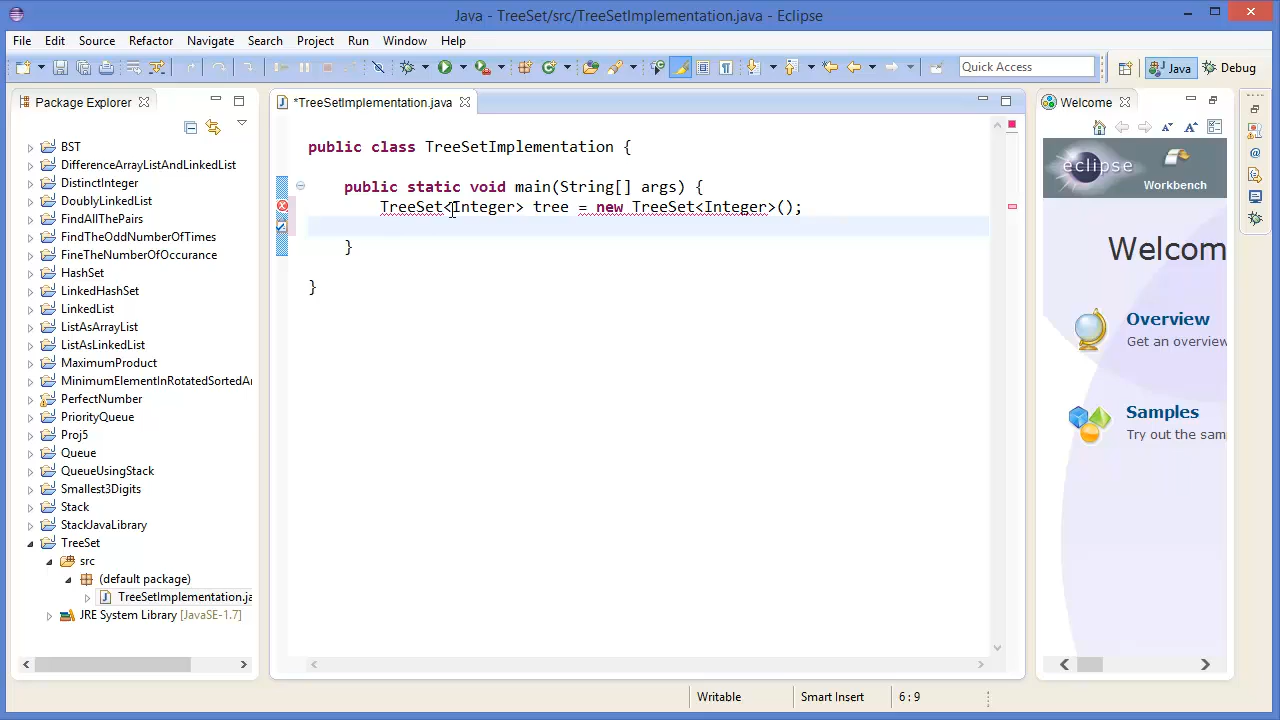 Java - TreeSet/src/TreeSetImplementation.java - Eclipse
File Edit Source Refactor Navigate Search Project Run Window Help
Quick Access
Java
Debug
Package Explorer
*TreeSetImplementation.java
Welcome
BST
DifferenceArrayListAndLinkedList
DistinctInteger
DoublyLinkedList
FindAllThePairs
FindTheOddNumberOfTimes
FineTheNumberOfOccurance
HashSet
LinkedHashSet
LinkedList
ListAsArrayList
ListAsLinkedList
MaximumProduct
MinimumElementInRotatedSortedAr
PerfectNumber
PriorityQueue
Proj5
Queue
QueueUsingStack
Smallest3Digits
Stack
StackJavaLibrary
TreeSet
src
(default package)
TreeSetImplementation.ja
JRE System Library [JavaSE-1.7]
public class TreeSetImplementation {
public static void main(String[] args) {
TreeSet<Integer> tree = new TreeSet<Integer>();
}
}
eclipse
Workbench
Welcom
Overview
Get an overview
Samples
Try out the sam
Writable
Smart Insert
6 : 9